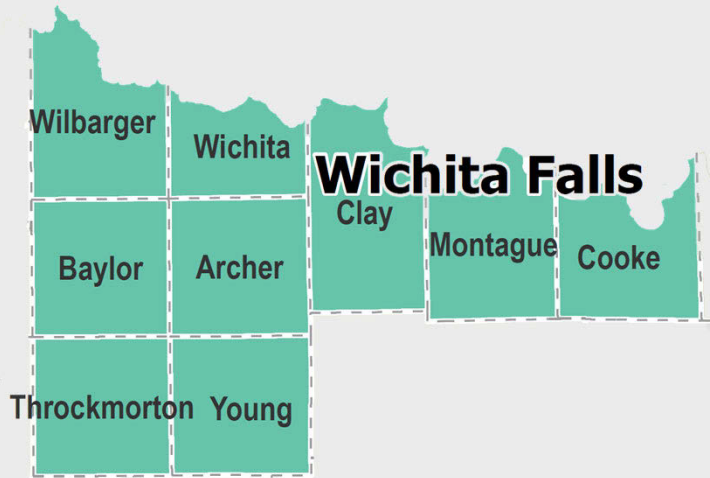 Wilbarger
Wichita
Wichita Falls
Clay
Montague
Cooke
Baylor
Archer
Throckmorton
Young